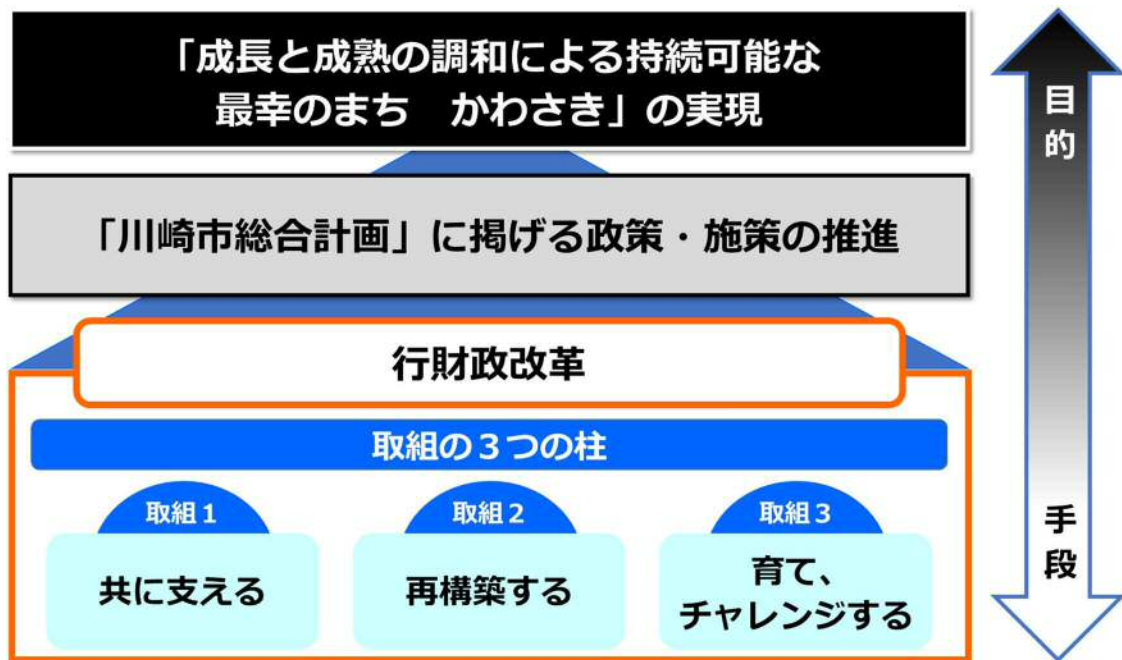 「成長と成熟の調和による持続可能な
最幸のまち　かわさき」の実現
「川崎市総合計画」に掲げる政策・施策の推進
行財政改革
取組の３つの柱
取組１
共に支える
取組２
再構築する
取組３
育て、
チャレンジする
目的
手段